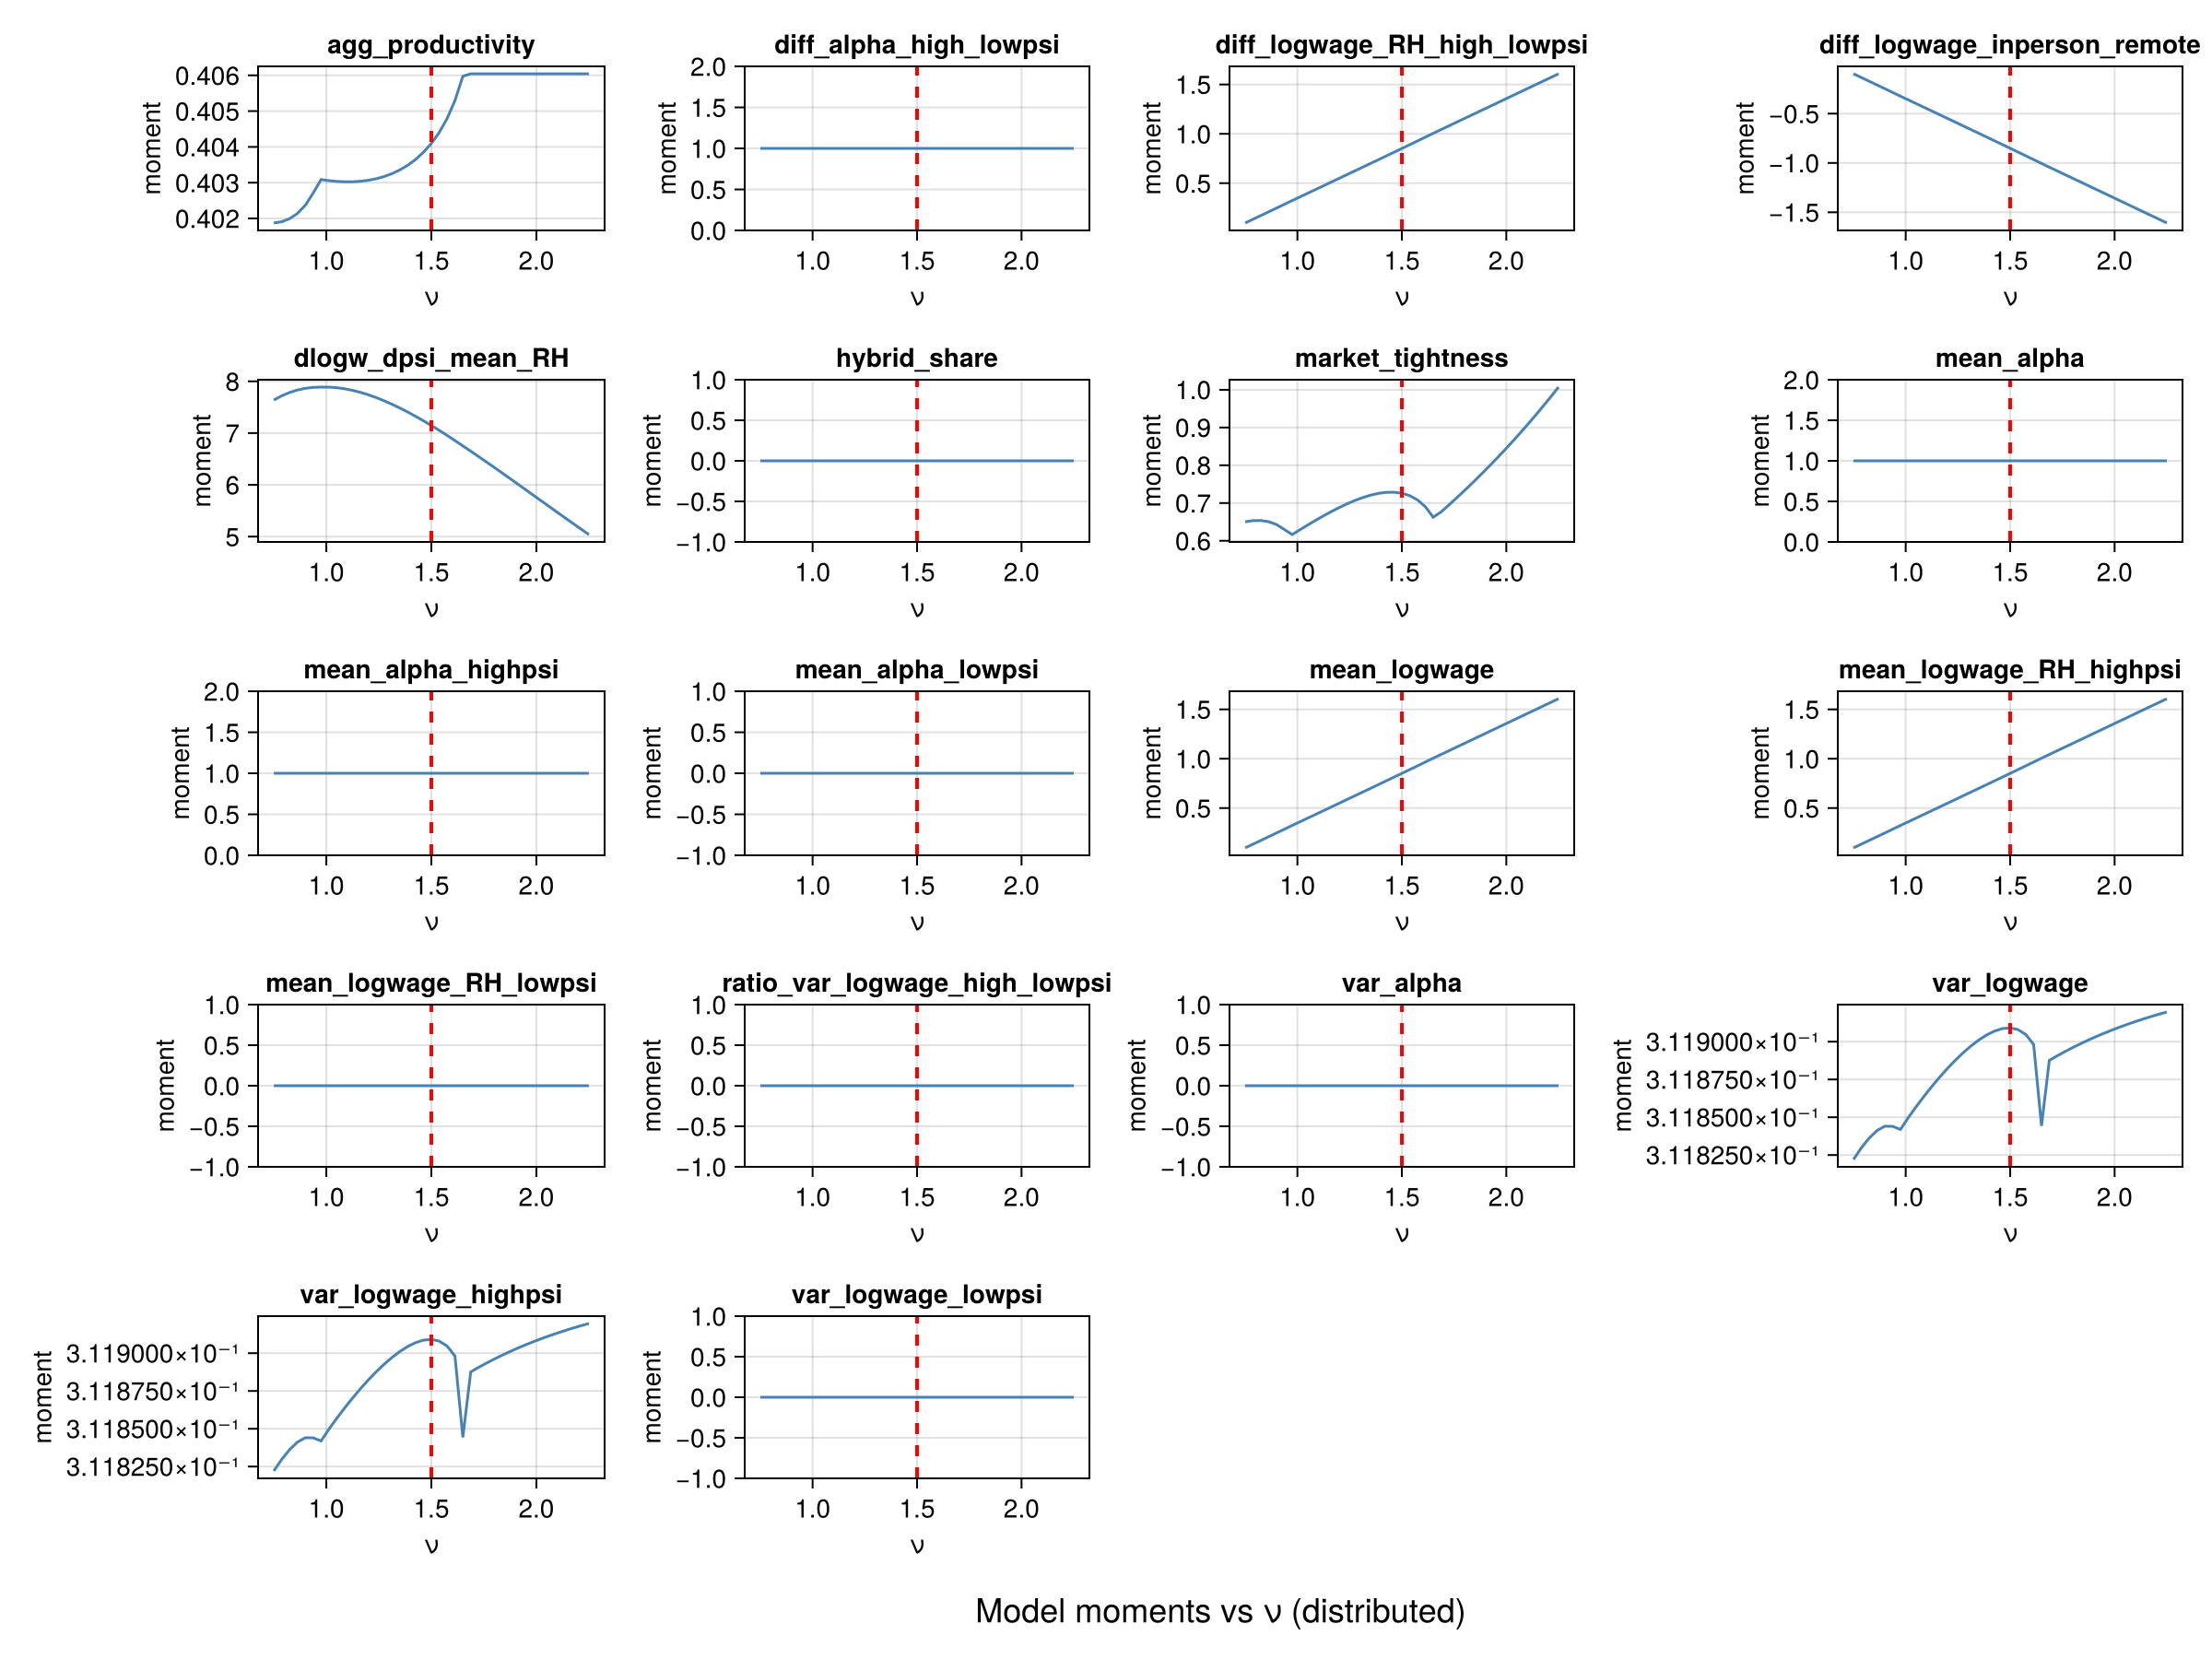 agg_productivity
moment
0.406
0.405
0.404
0.403
0.402
1.0 1.5 2.0
ν
diff_alpha_high_lowpsi
moment
2.0
1.5
1.0
0.5
0.0
1.0 1.5 2.0
ν
diff_logwage_RH_high_lowpsi
moment
1.5
1.0
0.5
1.0 1.5 2.0
ν
diff_logwage_inperson_remote
moment
−0.5
−1.0
−1.5
1.0 1.5 2.0
ν
dlogw_dpsi_mean_RH
moment
8
7
6
5
1.0 1.5 2.0
ν
hybrid_share
moment
1.0
0.5
0.0
−0.5
−1.0
1.0 1.5 2.0
ν
market_tightness
moment
1.0
0.9
0.8
0.7
0.6
1.0 1.5 2.0
ν
mean_alpha
moment
2.0
1.5
1.0
0.5
0.0
1.0 1.5 2.0
ν
mean_alpha_highpsi
moment
2.0
1.5
1.0
0.5
0.0
1.0 1.5 2.0
ν
mean_alpha_lowpsi
moment
1.0
0.5
0.0
−0.5
−1.0
1.0 1.5 2.0
ν
mean_logwage
moment
1.5
1.0
0.5
1.0 1.5 2.0
ν
mean_logwage_RH_highpsi
moment
1.5
1.0
0.5
1.0 1.5 2.0
ν
mean_logwage_RH_lowpsi
moment
1.0
0.5
0.0
−0.5
−1.0
1.0 1.5 2.0
ν
ratio_var_logwage_high_lowpsi
moment
1.0
0.5
0.0
−0.5
−1.0
1.0 1.5 2.0
ν
var_alpha
moment
1.0
0.5
0.0
−0.5
−1.0
1.0 1.5 2.0
ν
var_logwage
moment
3.119000×10⁻¹
3.118750×10⁻¹
3.118500×10⁻¹
3.118250×10⁻¹
1.0 1.5 2.0
ν
var_logwage_highpsi
moment
3.119000×10⁻¹
3.118750×10⁻¹
3.118500×10⁻¹
3.118250×10⁻¹
1.0 1.5 2.0
ν
var_logwage_lowpsi
moment
1.0
0.5
0.0
−0.5
−1.0
1.0 1.5 2.0
ν
Model moments vs ν (distributed)